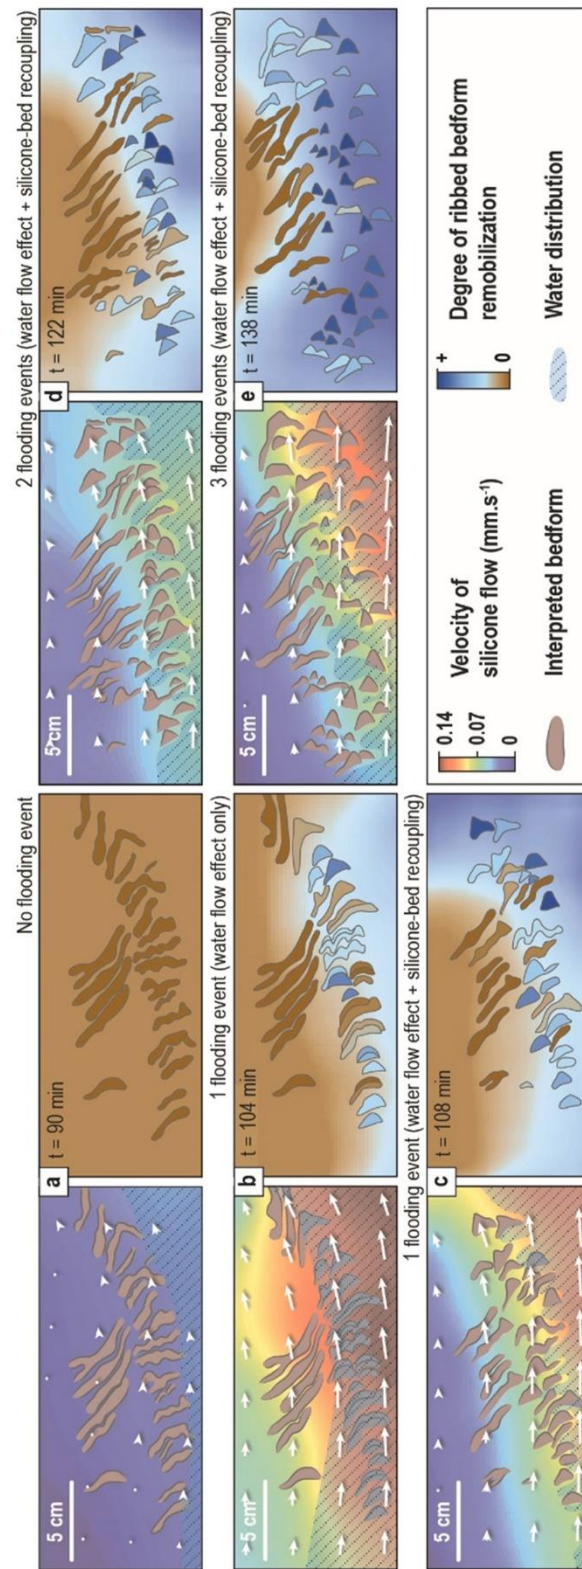 No flooding event
a
5 cm
t = 90 min
1 flooding event (water flow effect only)
b
5 cm
t = 104 min
1 flooding event (water flow effect + silicone-bed recoupling)
c
5 cm
t = 108 min
2 flooding events (water flow effect + silicone-bed recoupling)
d
5 cm
t = 122 min
3 flooding events (water flow effect + silicone-bed recoupling)
e
5 cm
t = 138 min
0.14
0.07
0
Velocity of
silicone flow (mm.s⁻¹)
+
0
Degree of ribbed bedform
remobilization
Interpreted bedform
Water distribution